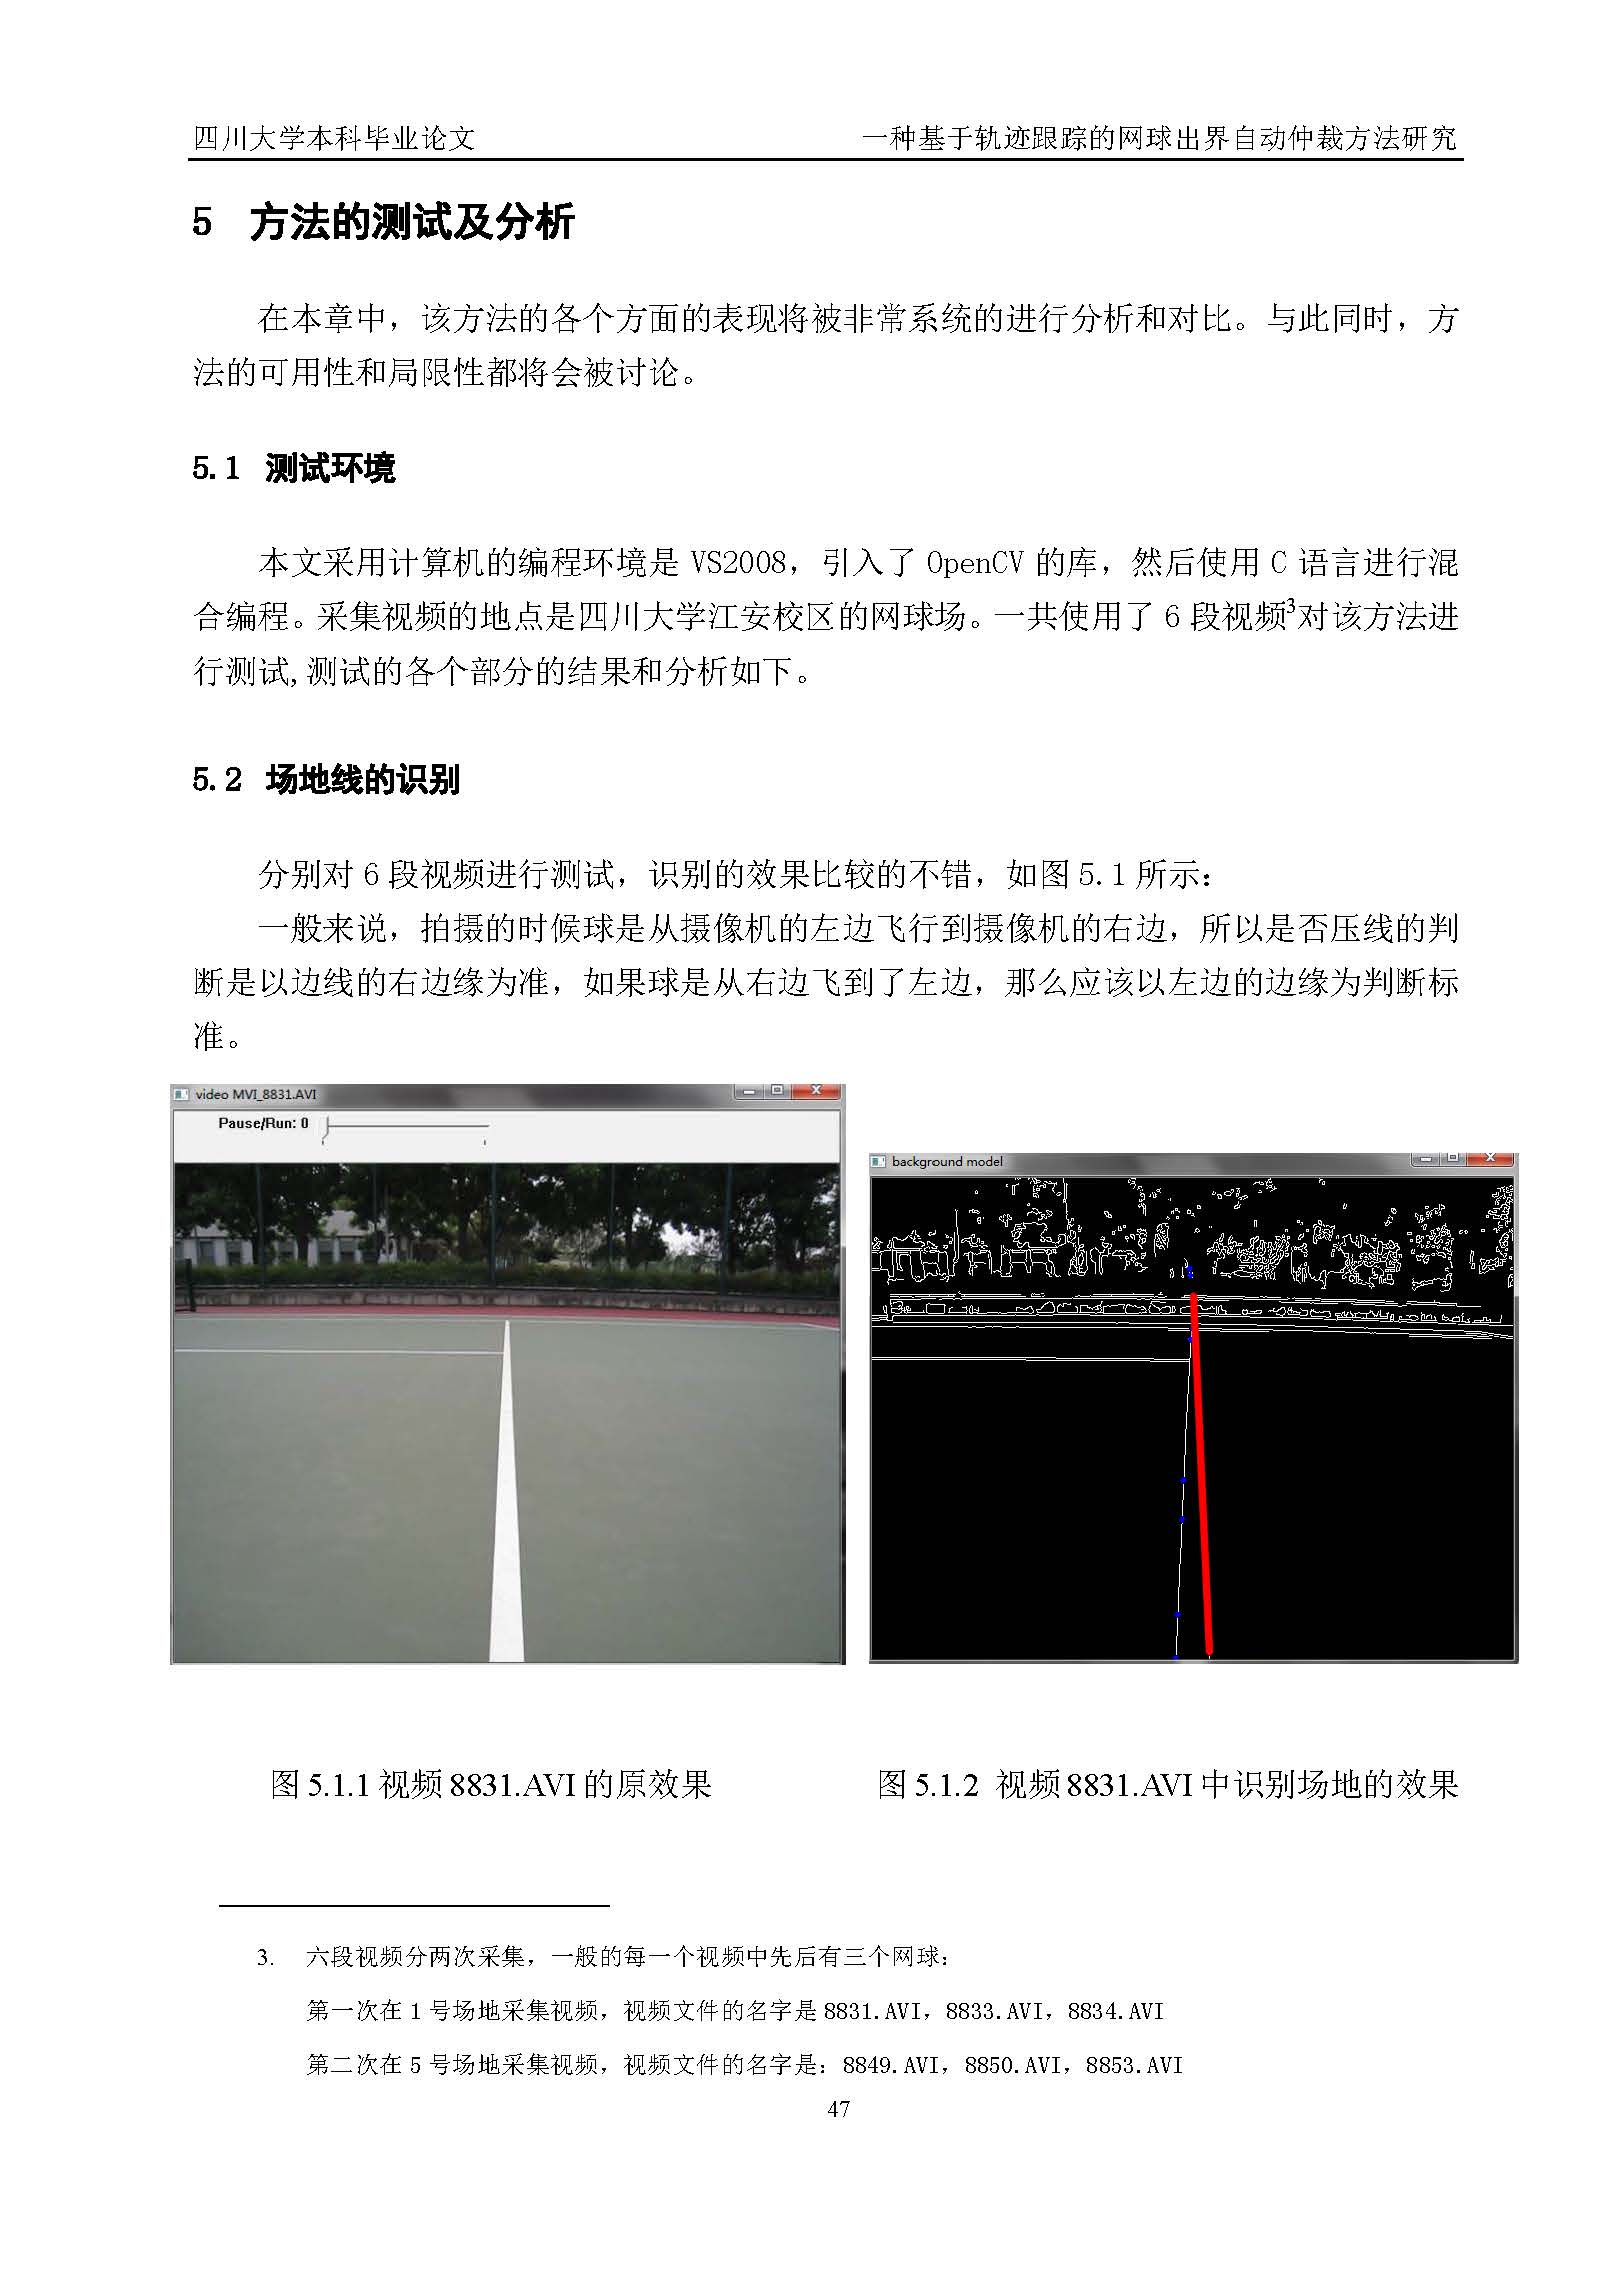 四川大学本科毕业论文 一种基于轨迹跟踪的网球出界自动仲裁方法研究
5 方法的测试及分析
在本章中，该方法的各个方面的表现将被非常系统的进行分析和对比。与此同时，方
法的可用性和局限性都将会被讨论。
5.1 测试环境
本文采用计算机的编程环境是 VS2008，引入了 OpenCV 的库，然后使用 C 语言进行混
合编程。采集视频的地点是四川大学江安校区的网球场。一共使用了 6 段视频3对该方法进
行测试,测试的各个部分的结果和分析如下。
5.2 场地线的识别
分别对 6 段视频进行测试，识别的效果比较的不错，如图 5.1 所示：
一般来说，拍摄的时候球是从摄像机的左边飞行到摄像机的右边，所以是否压线的判
断是以边线的右边缘为准，如果球是从右边飞到了左边，那么应该以左边的边缘为判断标
准。
video MVI_8831.AVI
Pause/Run: 0
background model
图 5.1.1 视频 8831.AVI 的原效果 图 5.1.2 视频 8831.AVI 中识别场地的效果
3. 六段视频分两次采集，一般的每一个视频中先后有三个网球：
第一次在 1 号场地采集视频，视频文件的名字是 8831.AVI，8833.AVI，8834.AVI
第二次在 5 号场地采集视频，视频文件的名字是：8849.AVI，8850.AVI，8853.AVI
47